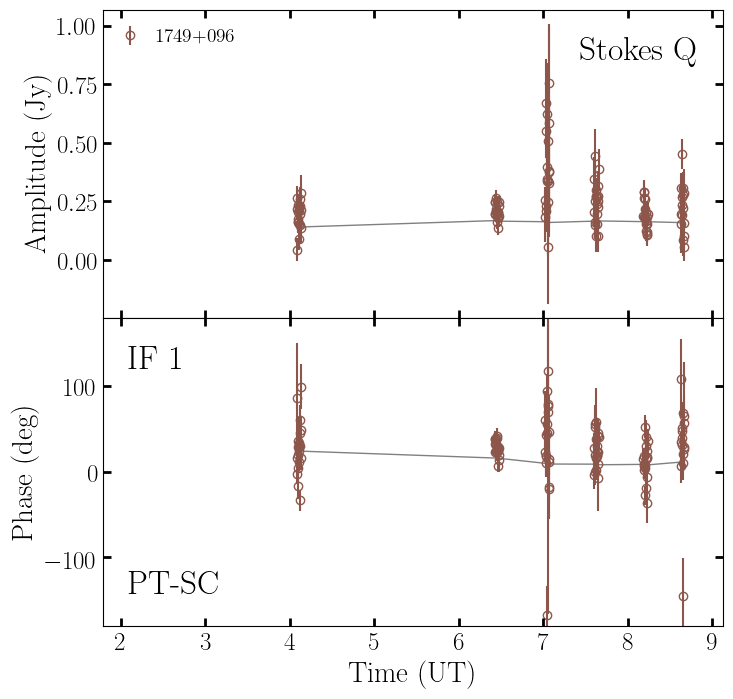 1749+096
Stokes Q
1.00
0.75
0.50
0.25
0.00
Amplitude (Jy)
IF 1
100
0
−100
Phase (deg)
PT-SC
2 3 4 5 6 7 8 9
Time (UT)